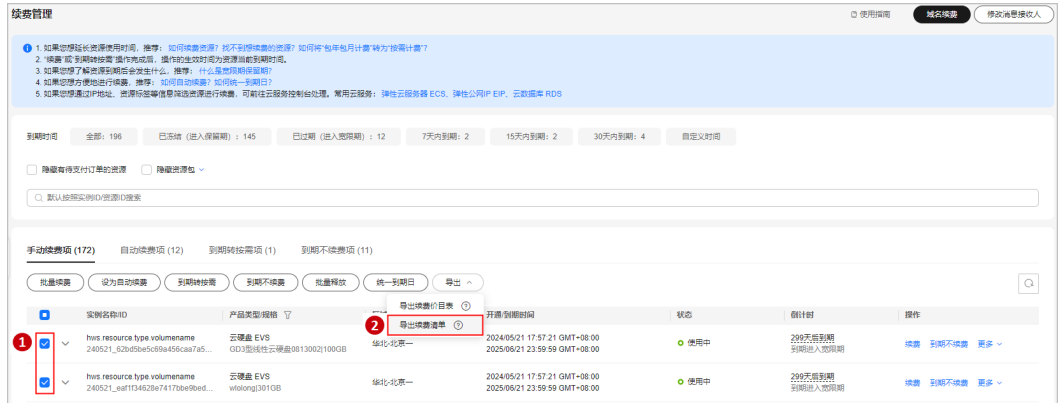 续费管理
使用指南 域名续费 修改消息接收人
1. 如果您想延长资源使用时间，推荐：如何续费资源？找不到想续费的资源？如何将“包年包月计费”转为“按需计费”？
2. “续费”或“到期转按需”操作完成后，操作的生效时间为资源当前到期时间。
3. 如果您想了解资源到期后会发生什么，推荐：什么是宽限期保留期？
4. 如果您想方便地进行续费，推荐：如何自动续费？如何统一到期日？
5. 如果您想通过IP地址、资源标签等信息筛选资源进行续费，可前往云服务控制台处理。常用云服务：弹性云服务器 ECS、弹性公网IP EIP、云数据库 RDS
到期时间 全部：196 已冻结（进入保留期）：145 已过期（进入宽限期）：12 7天内到期：2 15天内到期：2 30天内到期：4 自定义时间
隐藏有待支付订单的资源 隐藏资源包
默认按照实例ID/资源ID搜索
手动续费项 (172) 自动续费项 (12) 到期转按需项 (1) 到期不续费项 (11)
批量续费 设为自动续费 到期转按需 到期不续费 批量释放 统一到期日 导出
导出续费价目表
实例名称/ID 产品类型/规格 开通/到期时间 状态 倒计时 操作
2 导出续费清单
1 hws.resource.type.volumename 云硬盘 EVS 华北-北京一 2024/05/21 17:57:21 GMT+08:00 使用中 299天后到期 续费 到期不续费 更多
240521_62bd5be5c69a456caa7a5... GD3型线性云硬盘0813002|100GB 2025/06/21 23:59:59 GMT+08:00 到期进入宽限期
hws.resource.type.volumename 云硬盘 EVS 华北-北京一 2024/05/21 17:57:21 GMT+08:00 使用中 299天后到期 续费 到期不续费 更多
240521_eaf1f34628e7417bbe9bed... wlolong|301GB 2025/06/21 23:59:59 GMT+08:00 到期进入宽限期